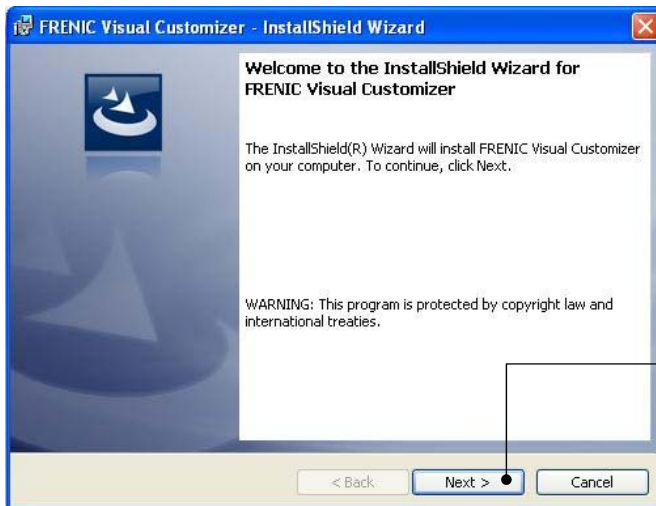 FRENIC Visual Customizer - InstallShield Wizard
Welcome to the InstallShield Wizard for
FRENIC Visual Customizer
The InstallShield(R) Wizard will install FRENIC Visual Customizer
on your computer. To continue, click Next.
WARNING: This program is protected by copyright law and
international treaties.
< Back Next > Cancel